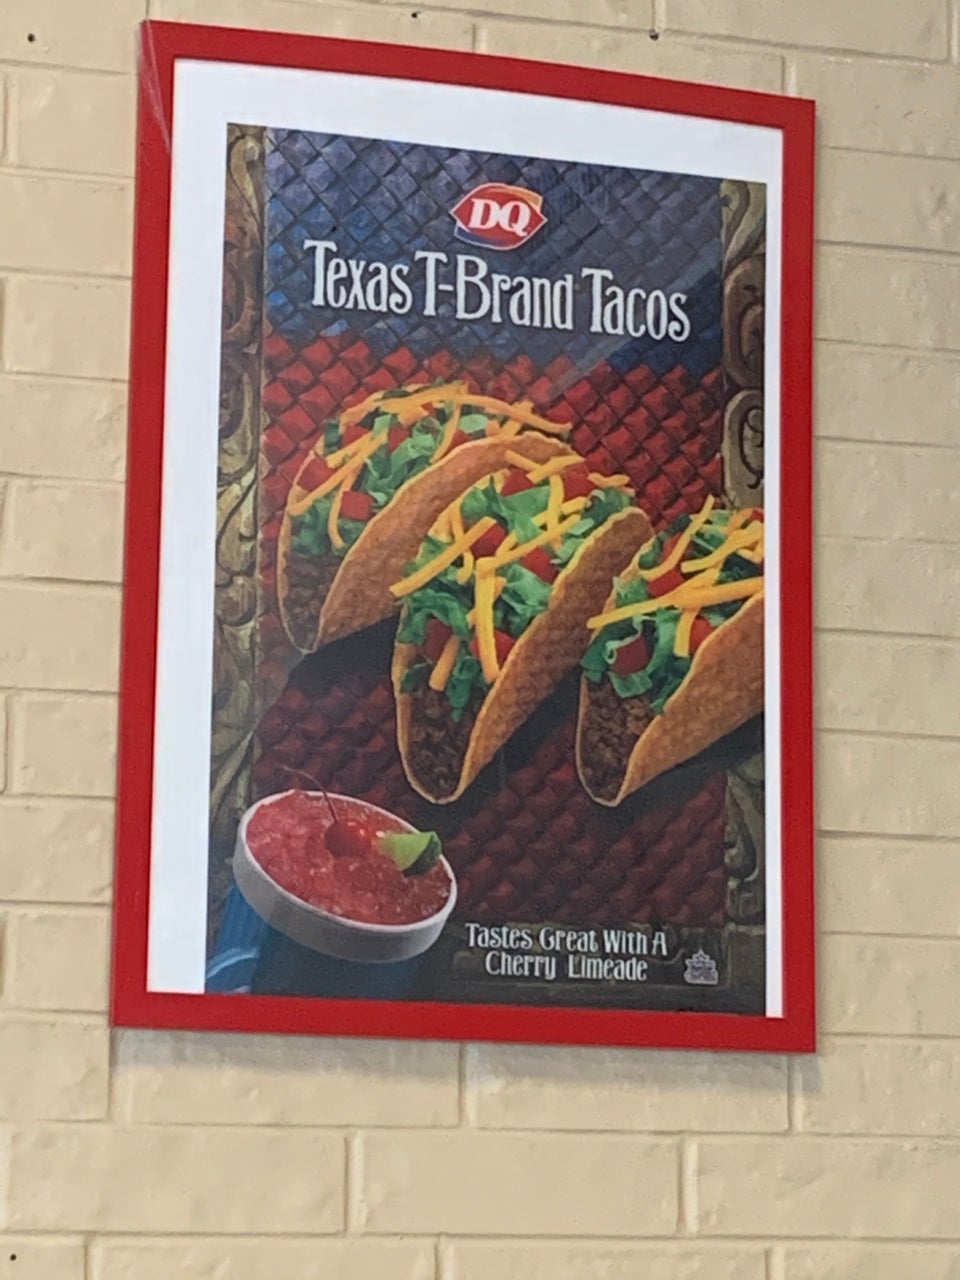 DQ
Texas T-Brand Tacos
Tastes Great With A
Cherry Limeade